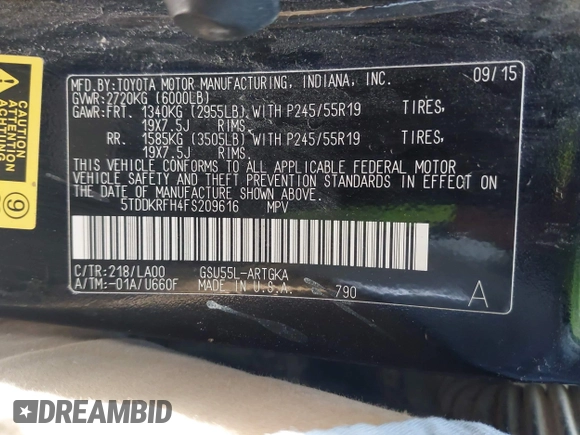 MFD.BY:TOYOTA MOTOR MANUFACTURING, INDIANA, INC. 09/15
GVWR:2720KG (6000LB)
GAWR:FRT. 1340KG (2955LB) WITH P245/55R19 TIRES,
19X7.5J RIMS.
RR. 1585KG (3505LB) WITH P245/55R19 TIRES,
19X7.5J RIMS.
THIS VEHICLE CONFORMS TO ALL APPLICABLE FEDERAL MOTOR
VEHICLE SAFETY AND THEFT PREVENTION STANDARDS IN EFFECT ON
THE DATE OF MANUFACTURE SHOWN ABOVE.
5TDDKRFH4FS209616 MPV
C/TR:218/LA00 GSU55L-ARTGKA
A/TM:-01A/U660F MADE IN U.S.A. 790 A
CAUTION
ATTENTION
ACHTUNG
9
DREAMBID